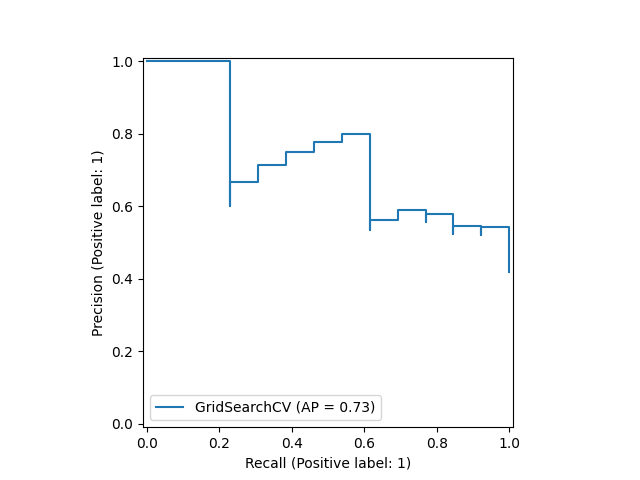 1.0
0.8
0.6
0.4
0.2
0.0
Precision (Positive label: 1)
GridSearchCV (AP = 0.73)
0.0 0.2 0.4 0.6 0.8 1.0
Recall (Positive label: 1)